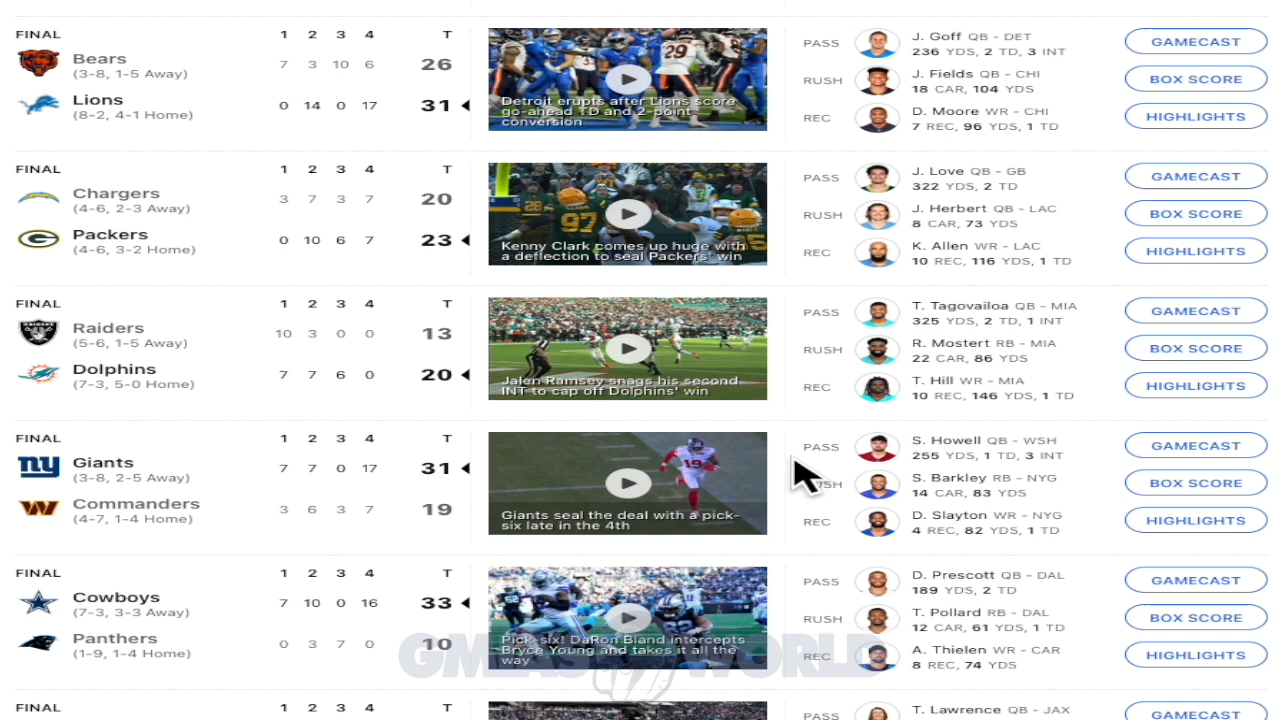 FINAL 1 2 3 4 T
Bears 7 3 10 6 26
(3-8, 1-5 Away)
Lions 0 14 0 17 31
(8-2, 4-1 Home)
29
Detroit erupts after Lions score
go-ahead TD and 2-point
conversion
PASS J. Goff QB - DET
236 YDS, 2 TD, 3 INT
RUSH J. Fields QB - CHI
18 CAR, 104 YDS
REC D. Moore WR - CHI
7 REC, 96 YDS, 1 TD
GAMECAST
BOX SCORE
HIGHLIGHTS
FINAL 1 2 3 4 T
Chargers 3 7 3 7 20
(4-6, 2-3 Away)
Packers 0 10 6 7 23
(4-6, 3-2 Home)
28 97
Kenny Clark comes up huge with
a deflection to seal Packers' win
PASS J. Love QB - GB
322 YDS, 2 TD
RUSH J. Herbert QB - LAC
8 CAR, 73 YDS
REC K. Allen WR - LAC
10 REC, 116 YDS, 1 TD
GAMECAST
BOX SCORE
HIGHLIGHTS
FINAL 1 2 3 4 T
Raiders 10 3 0 0 13
(5-6, 1-5 Away)
Dolphins 7 7 6 0 20
(7-3, 5-0 Home)
Jalen Ramsey snags his second
INT to cap off Dolphins' win
PASS T. Tagovailoa QB - MIA
325 YDS, 2 TD, 1 INT
RUSH R. Mostert RB - MIA
22 CAR, 86 YDS
REC T. Hill WR - MIA
10 REC, 146 YDS, 1 TD
GAMECAST
BOX SCORE
HIGHLIGHTS
FINAL 1 2 3 4 T
ny Giants 7 7 0 17 31
(3-8, 2-5 Away)
W Commanders 3 6 3 7 19
(4-7, 1-4 Home)
19
Giants seal the deal with a pick-
six late in the 4th
PASS S. Howell QB - WSH
255 YDS, 1 TD, 3 INT
SH S. Barkley RB - NYG
14 CAR, 83 YDS
REC D. Slayton WR - NYG
4 REC, 82 YDS, 1 TD
GAMECAST
BOX SCORE
HIGHLIGHTS
FINAL 1 2 3 4 T
Cowboys 7 10 0 16 33
(7-3, 3-3 Away)
Panthers 0 3 7 0 10
(1-9, 1-4 Home)
Pick-six! DaRon Bland intercepts
Bryce Young and takes it all the
way
PASS D. Prescott QB - DAL
189 YDS, 2 TD
RUSH T. Pollard RB - DAL
12 CAR, 61 YDS, 1 TD
REC A. Thielen WR - CAR
8 REC, 74 YDS
GAMECAST
BOX SCORE
HIGHLIGHTS
WORLD
FINAL 1 2 3 4 T
PASS T. Lawrence QB - JAX
GAMECAST